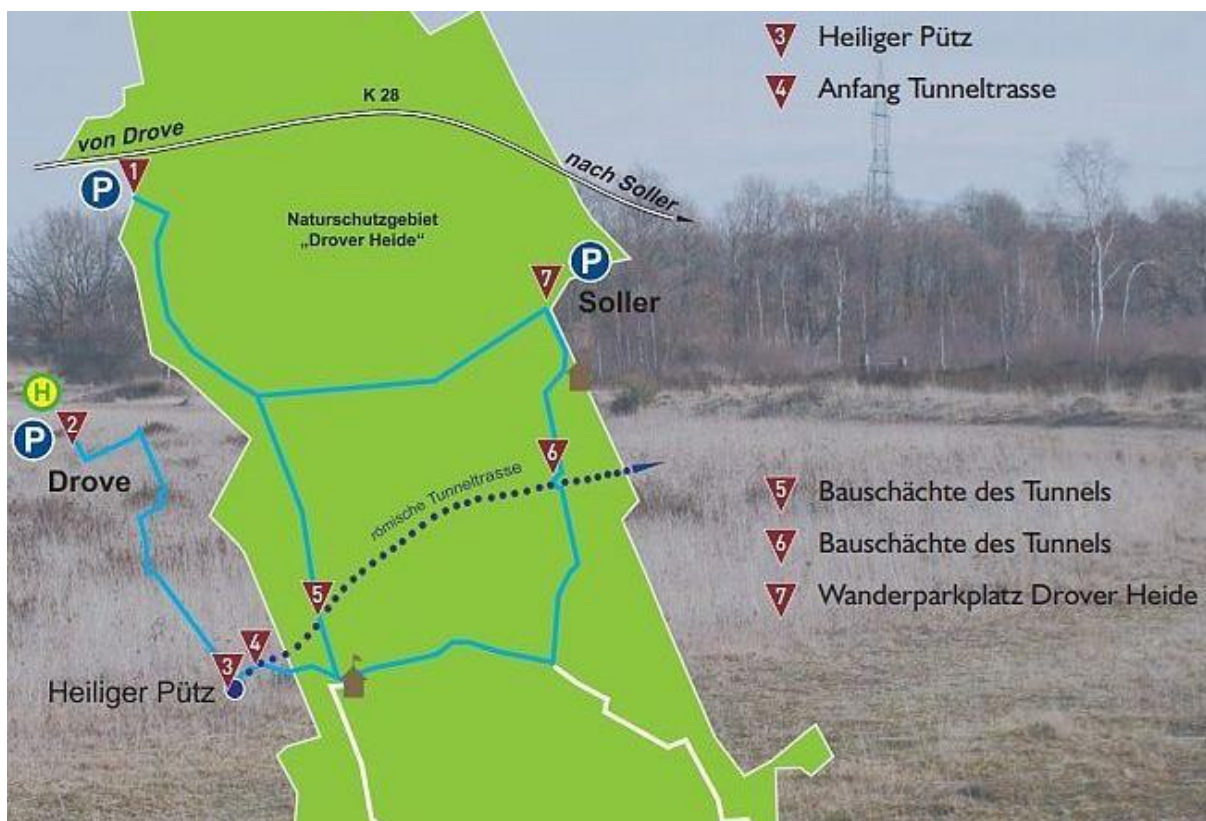 3 Heiliger Pütz
4 Anfang Tunneltrasse
K 28
von Drove
nach Soller
1
P
Naturschutzgebiet
„Drover Heide“
7
P
Soller
H
2
P
Drove
6
römische Tunneltrasse
5
4
3
Heiliger Pütz
5 Bauschächte des Tunnels
6 Bauschächte des Tunnels
7 Wanderparkplatz Drover Heide